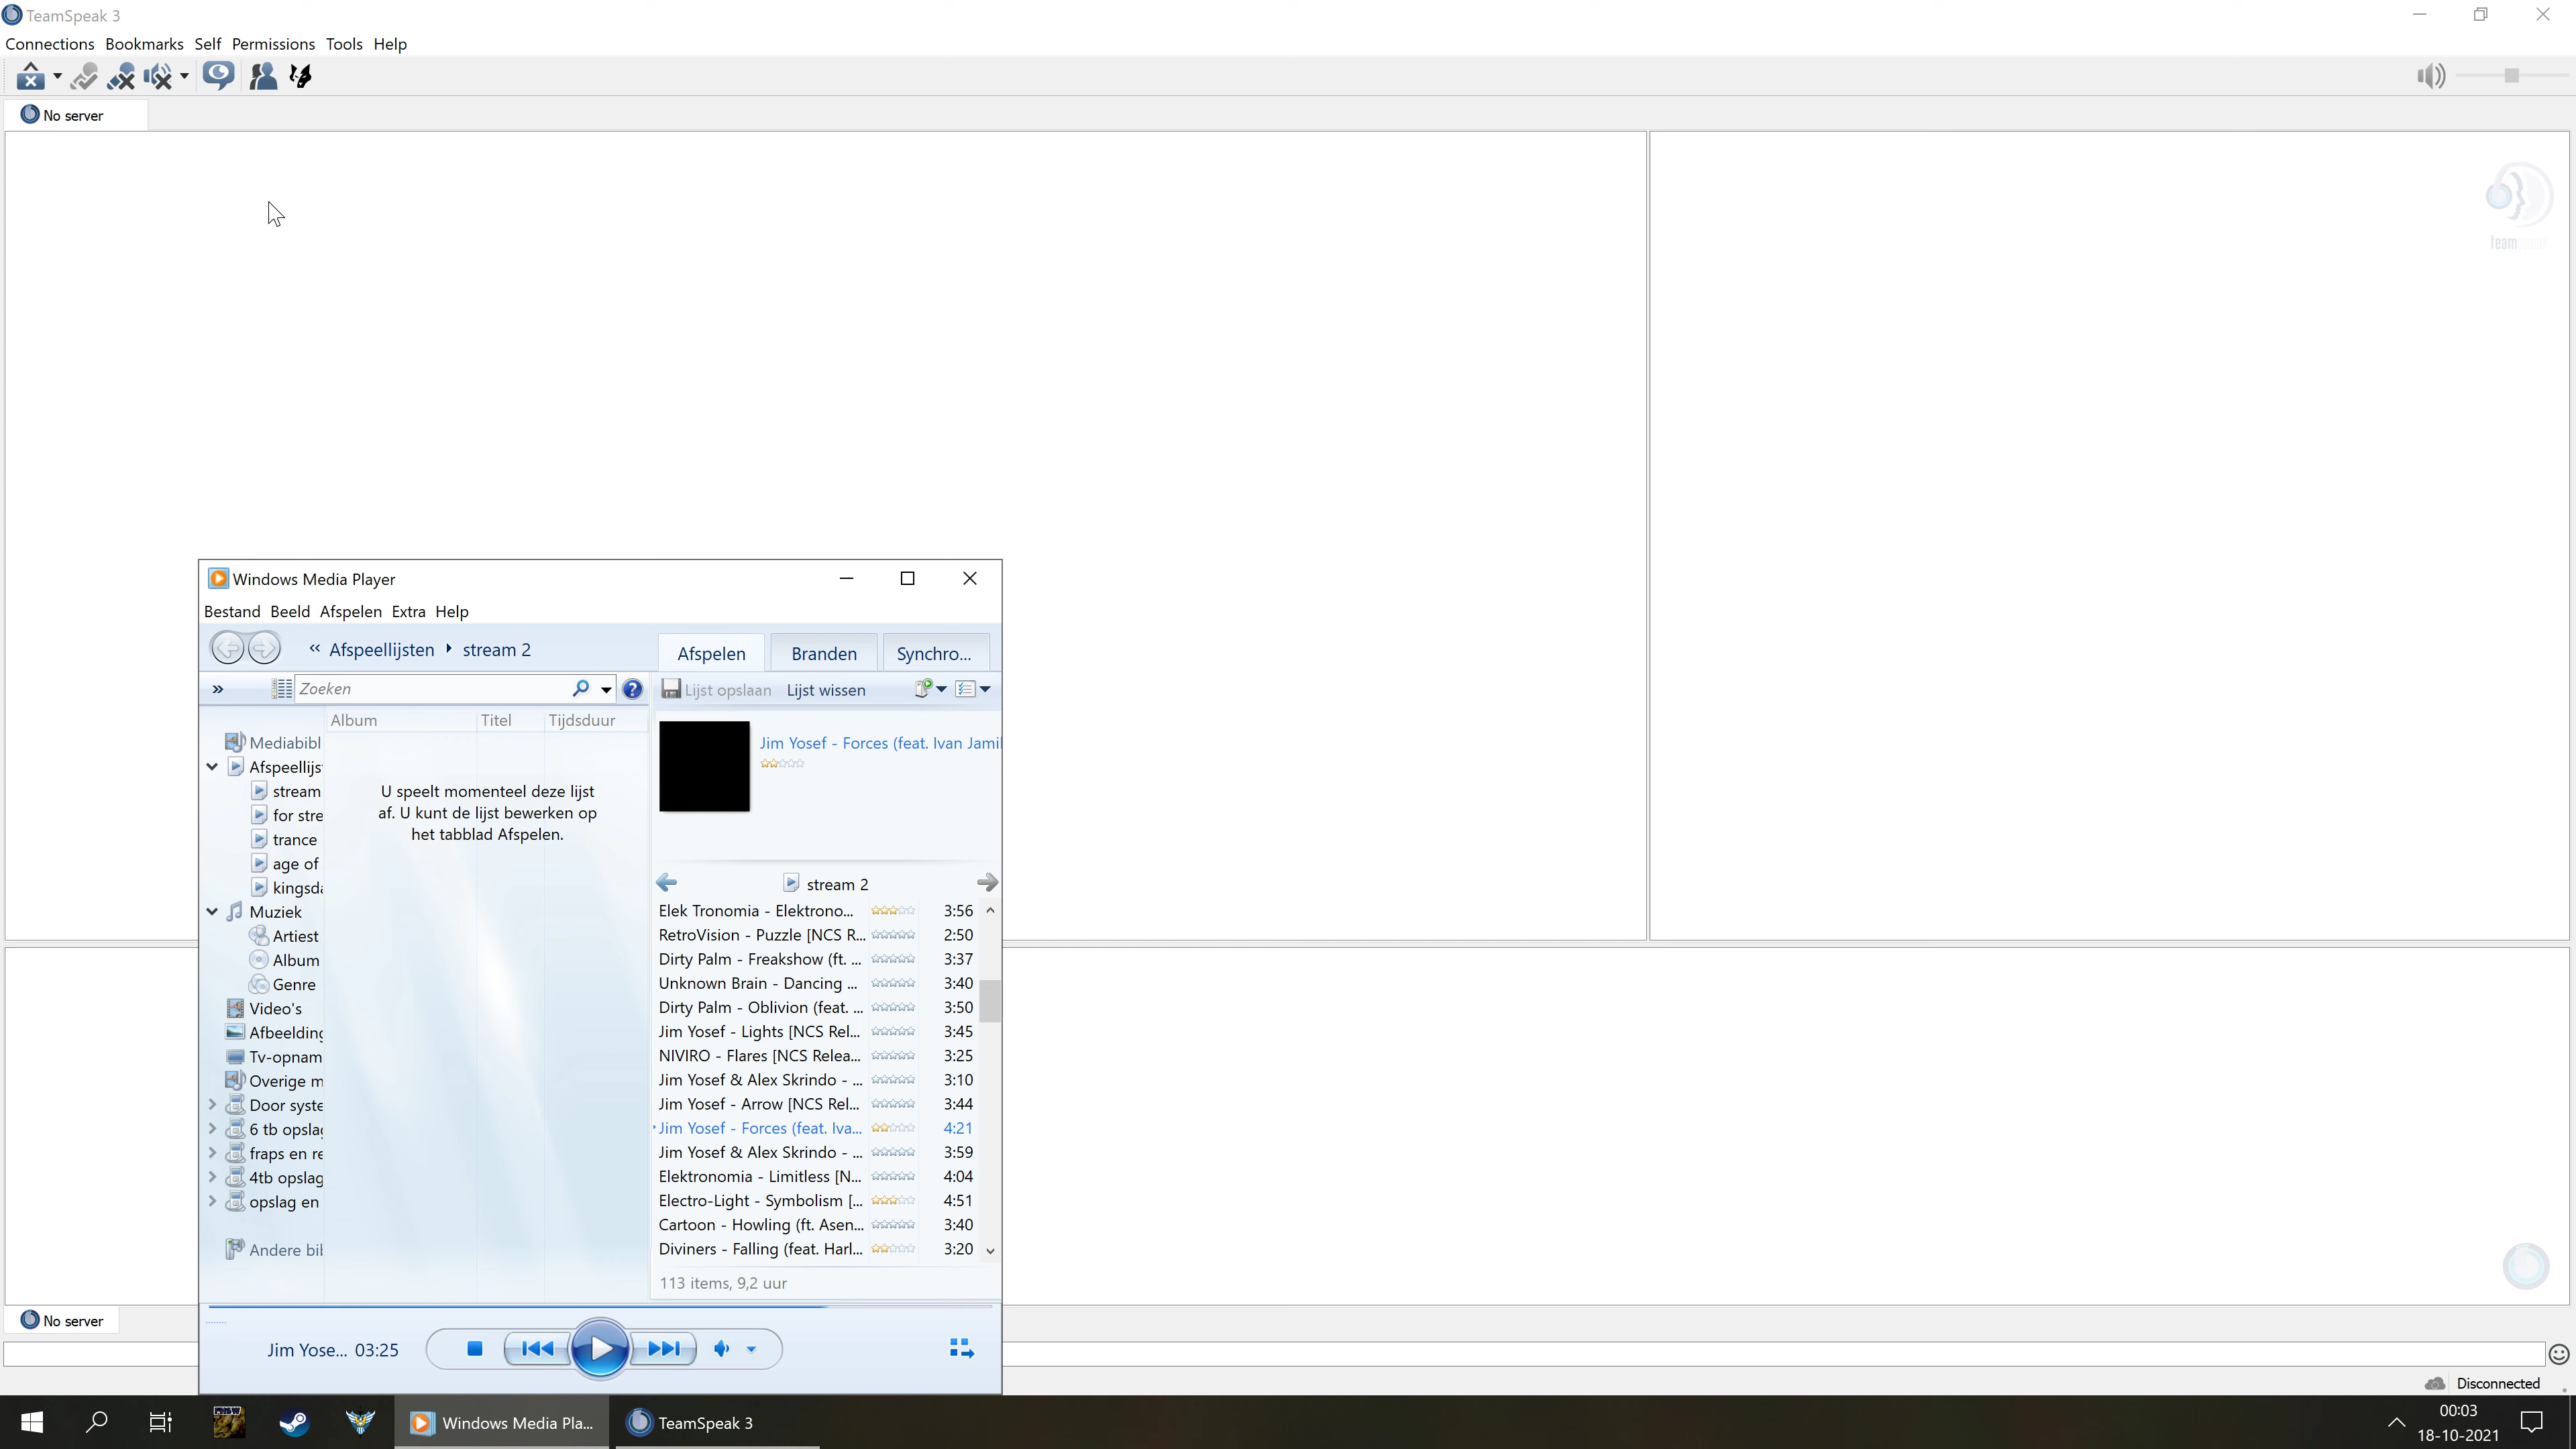 TeamSpeak 3
Connections Bookmarks Self Permissions Tools Help
No server
team
Windows Media Player
Bestand Beeld Afspelen Extra Help
« Afspeellijsten stream 2
Afspelen Branden Synchro...
» Zoeken
Lijst opslaan Lijst wissen
Album Titel Tijdsduur
Mediabibl
Afspeellijs
stream
for stre
trance
age of
kingsda
Muziek
Artiest
Album
Genre
Video's
Afbeelding
Tv-opnam
Overige m
Door syste
6 tb opslag
fraps en re
4tb opslag
opslag en
Andere bib
U speelt momenteel deze lijst
af. U kunt de lijst bewerken op
het tabblad Afspelen.
Jim Yosef - Forces (feat. Ivan Jamil
stream 2
Elek Tronomia - Elektrono... 3:56
RetroVision - Puzzle [NCS R... 2:50
Dirty Palm - Freakshow (ft. ... 3:37
Unknown Brain - Dancing ... 3:40
Dirty Palm - Oblivion (feat. ... 3:50
Jim Yosef - Lights [NCS Rel... 3:45
NIVIRO - Flares [NCS Relea... 3:25
Jim Yosef & Alex Skrindo - ... 3:10
Jim Yosef - Arrow [NCS Rel... 3:44
Jim Yosef - Forces (feat. Iva... 4:21
Jim Yosef & Alex Skrindo - ... 3:59
Elektronomia - Limitless [N... 4:04
Electro-Light - Symbolism [... 4:51
Cartoon - Howling (ft. Asen... 3:40
Diviners - Falling (feat. Harl... 3:20
113 items, 9,2 uur
Jim Yose... 03:25
No server
Disconnected
Windows Media Pla...
TeamSpeak 3
00:03
18-10-2021